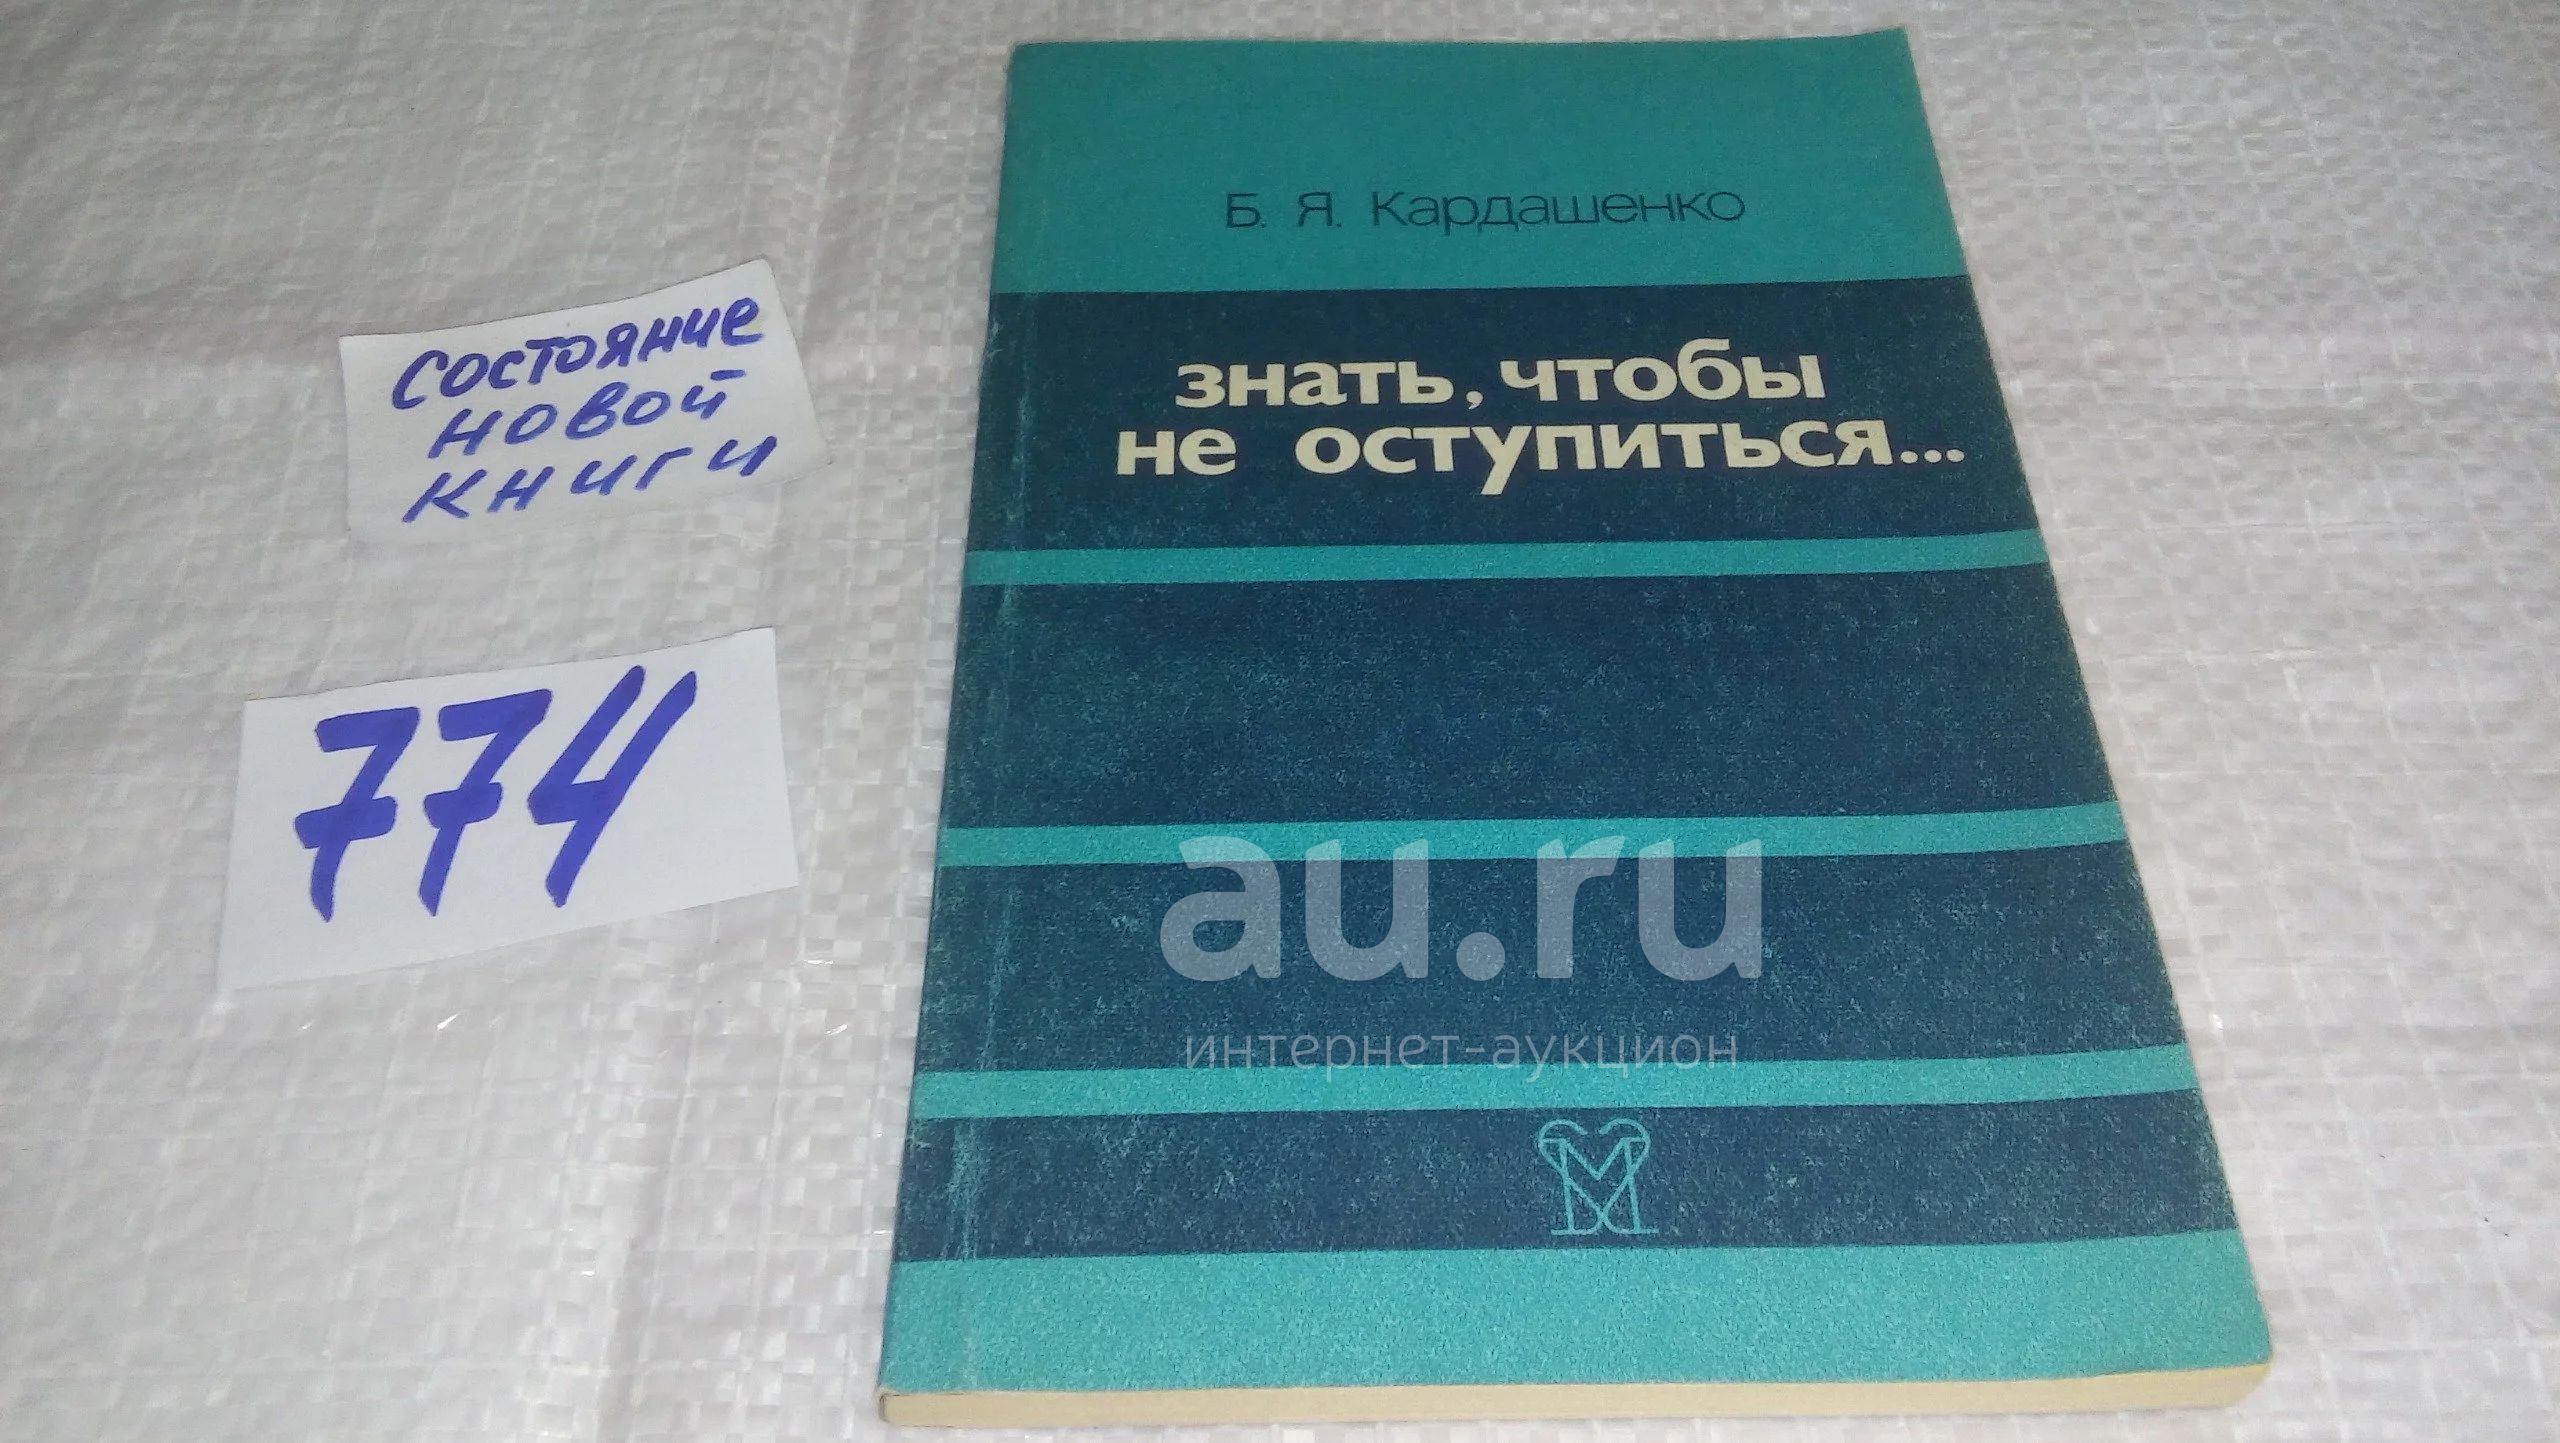 состояние
новой
книги
774
Б. Я. Кардашенко
знать, чтобы
не оступиться...
au.ru
интернет-аукцион
М